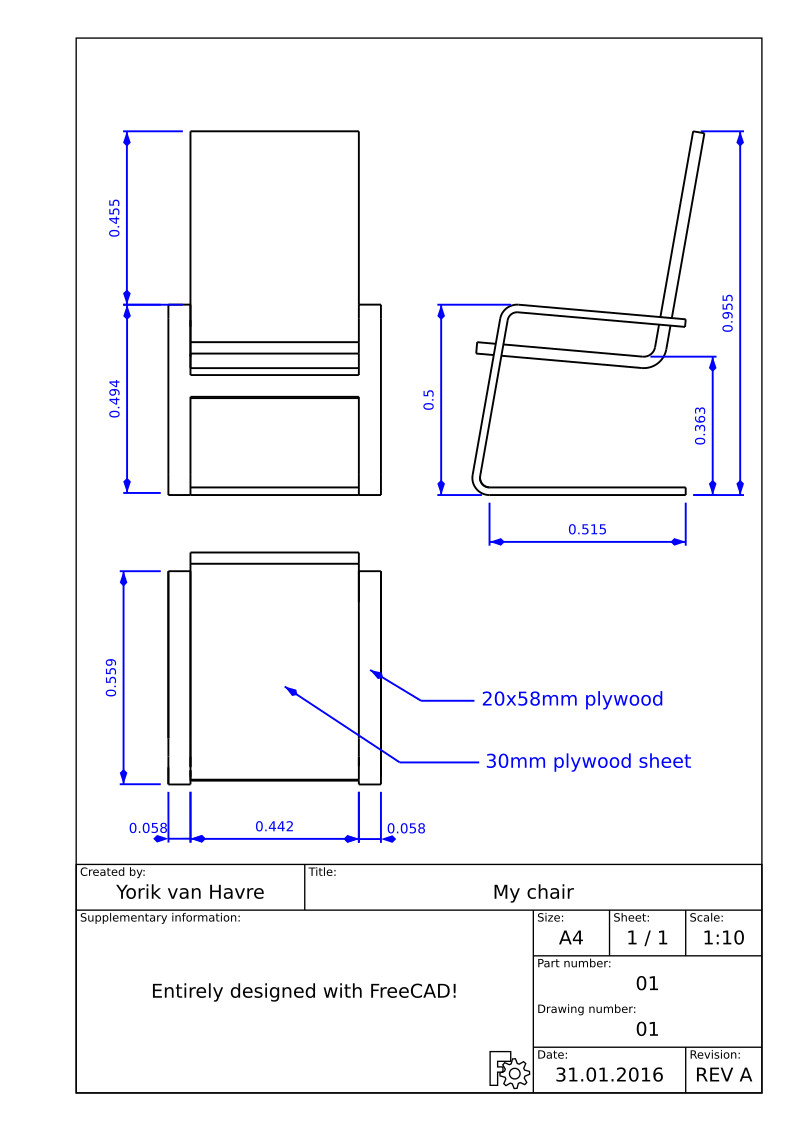 0.455
0.955
0.494
0.5
0.363
0.515
0.559
20x58mm plywood
30mm plywood sheet
0.058
0.442
0.058
Created by:
Yorik van Havre
Title:
My chair
Supplementary information:
Entirely designed with FreeCAD!
Size:
A4
Sheet:
1 / 1
Scale:
1:10
Part number:
01
Drawing number:
01
Date:
31.01.2016
Revision:
REV A